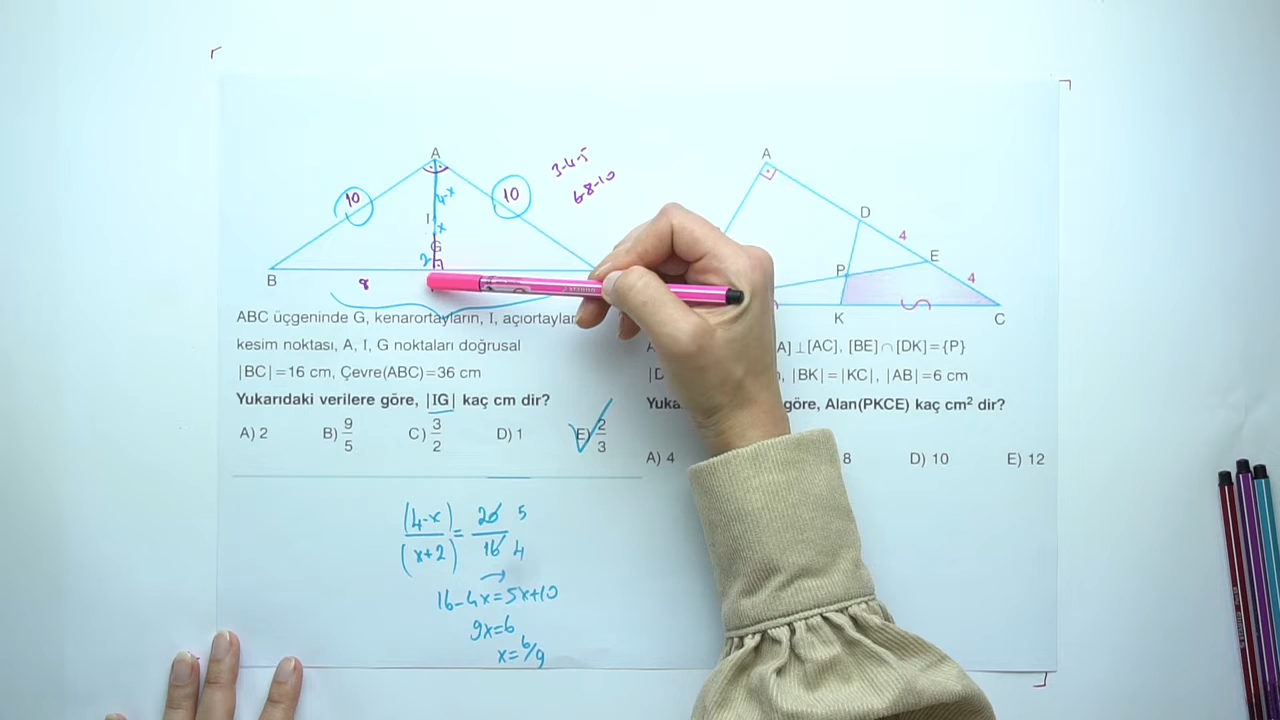 A
10
10
4-x
I
x
G
2
B
8
3-4-5
6-8-10
ABC üçgeninde G, kenarortayların, I, açıortayları
kesim noktası, A, I, G noktaları doğrusal
|BC|=16 cm, Çevre(ABC)=36 cm
Yukarıdaki verilere göre, |IG| kaç cm dir?
A) 2 B) 9/5 C) 3/2 D) 1 E) 2/3
(4-x)/(x+2) = 20/16 5/4
16-4x=5x+10
9x=6
x=6/9
A
D
4
E
4
P
K
C
A] ⊥ [AC], [BE] ∩ [DK] = {P}
|BK|=|KC|, |AB|=6 cm
göre, Alan(PKCE) kaç cm² dir?
A) 4 8 D) 10 E) 12